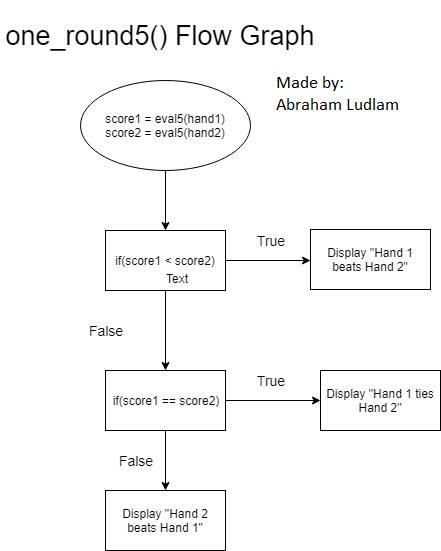 one_round5() Flow Graph
Made by:
Abraham Ludlam
score1 = eval5(hand1)
score2 = eval5(hand2)
if(score1 < score2)
Text
True
Display "Hand 1
beats Hand 2"
False
if(score1 == score2)
True
Display "Hand 1 ties
Hand 2"
False
Display "Hand 2
beats Hand 1"